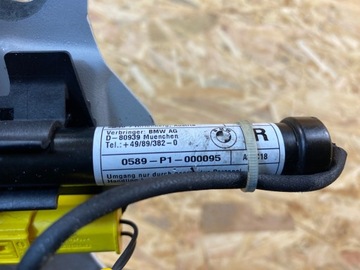 Verbringer: BMW AG
D-80939 Muenchen
Tel.: +49/89/382-0
R
0589-P1-000095
Umgang nur durch